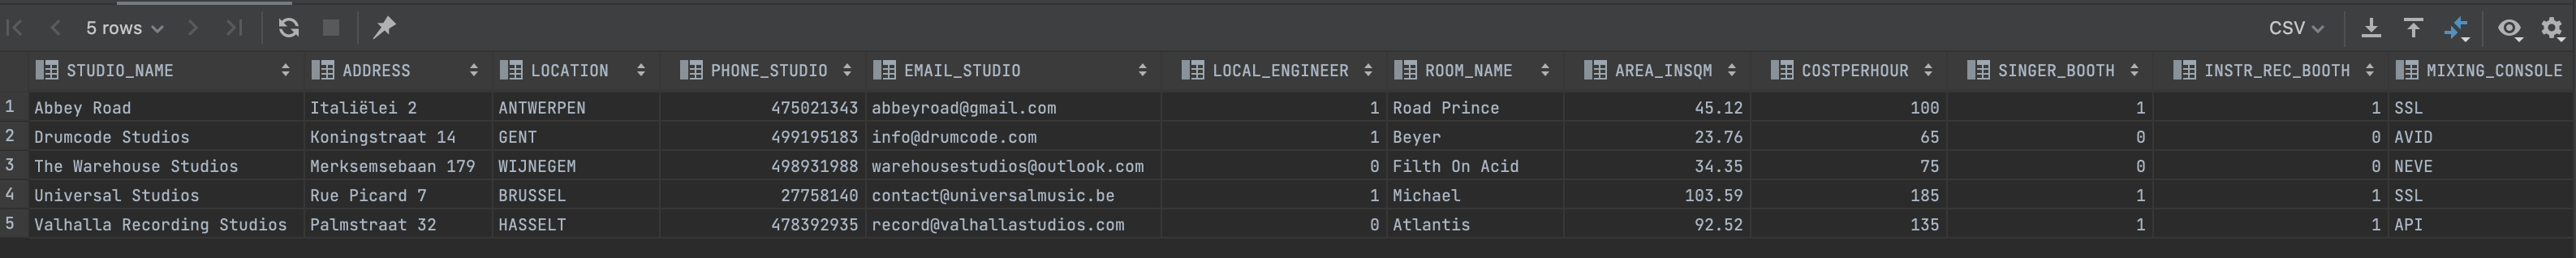 5 rows CSV
STUDIO_NAME ADDRESS LOCATION PHONE_STUDIO EMAIL_STUDIO LOCAL_ENGINEER ROOM_NAME AREA_INSQM COSTPERHOUR SINGER_BOOTH INSTR_REC_BOOTH MIXING_CONSOLE
1 Abbey Road Italiëlei 2 ANTWERPEN 475021343 abbeyroad@gmail.com 1 Road Prince 45.12 100 1 1 SSL
2 Drumcode Studios Koningstraat 14 GENT 499195183 info@drumcode.com 1 Beyer 23.76 65 0 0 AVID
3 The Warehouse Studios Merksemsebaan 179 WIJNEGEM 498931988 warehousestudios@outlook.com 0 Filth On Acid 34.35 75 0 0 NEVE
4 Universal Studios Rue Picard 7 BRUSSEL 27758140 contact@universalmusic.be 1 Michael 103.59 185 1 1 SSL
5 Valhalla Recording Studios Palmstraat 32 HASSELT 478392935 record@valhallastudios.com 0 Atlantis 92.52 135 1 1 API